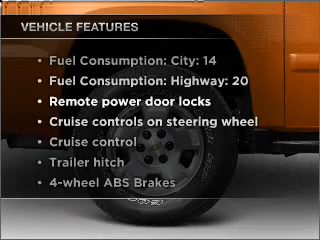 VEHICLE FEATURES
• Fuel Consumption: City: 14
• Fuel Consumption: Highway: 20
• Remote power door locks
• Cruise controls on steering wheel
• Cruise control
• Trailer hitch
• 4-wheel ABS Brakes